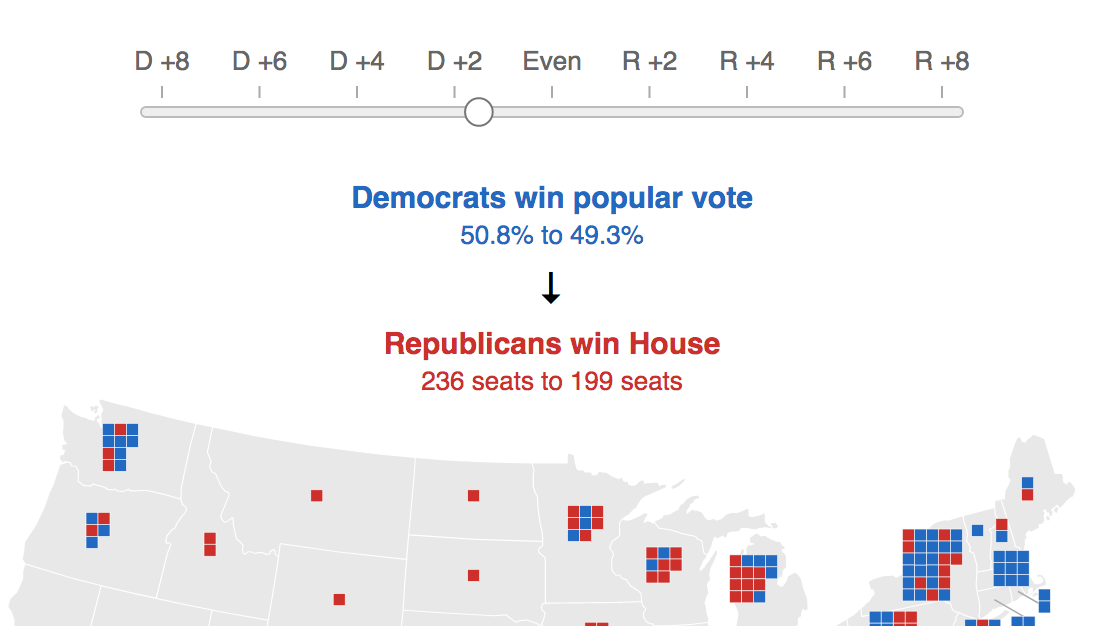 D +8 D +6 D +4 D +2 Even R +2 R +4 R +6 R +8
Democrats win popular vote
50.8% to 49.3%
↓
Republicans win House
236 seats to 199 seats